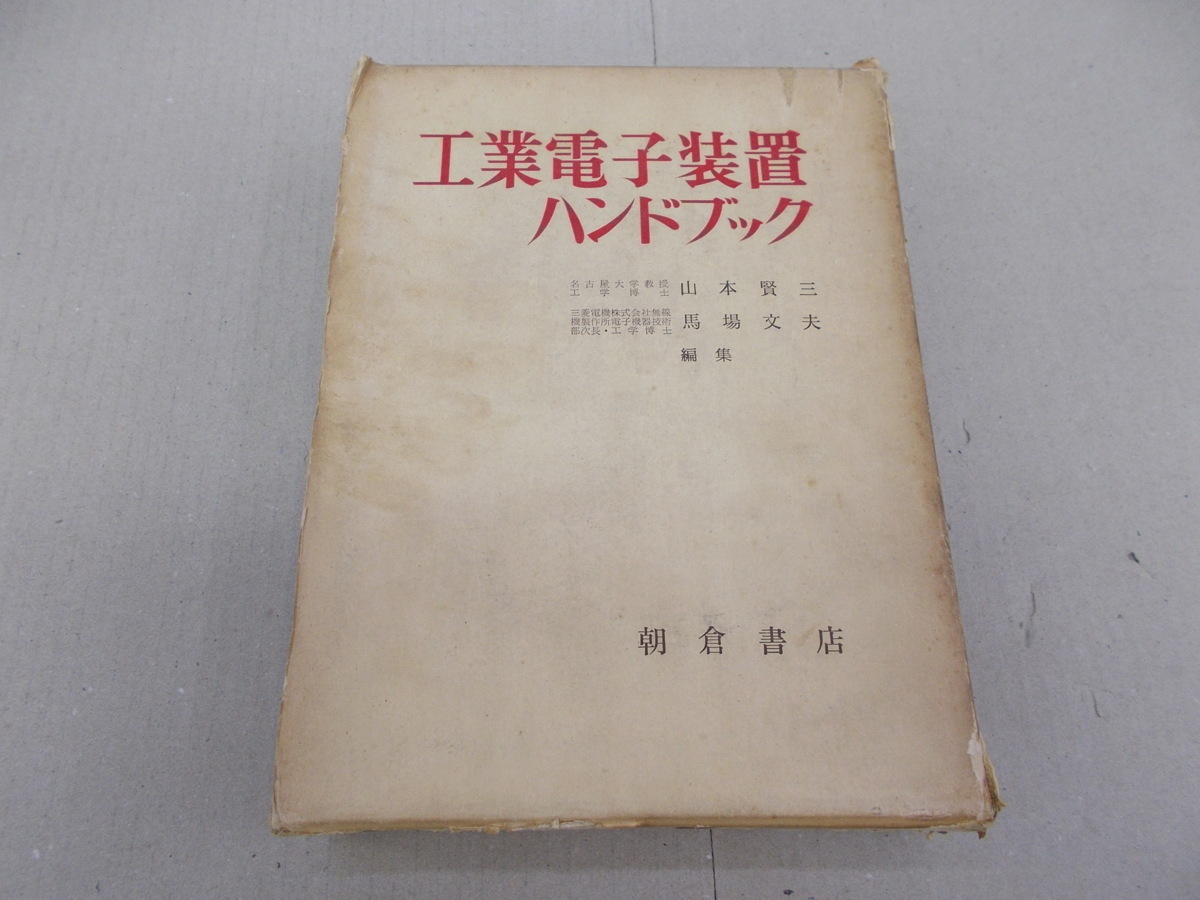 工業電子装置
ハンドブック
名古屋大学教授
工学博士
山本賢三
三菱電機株式会社無線
機製作所電子機器技術
部次長・工学博士
馬場文夫
編集
朝倉書店